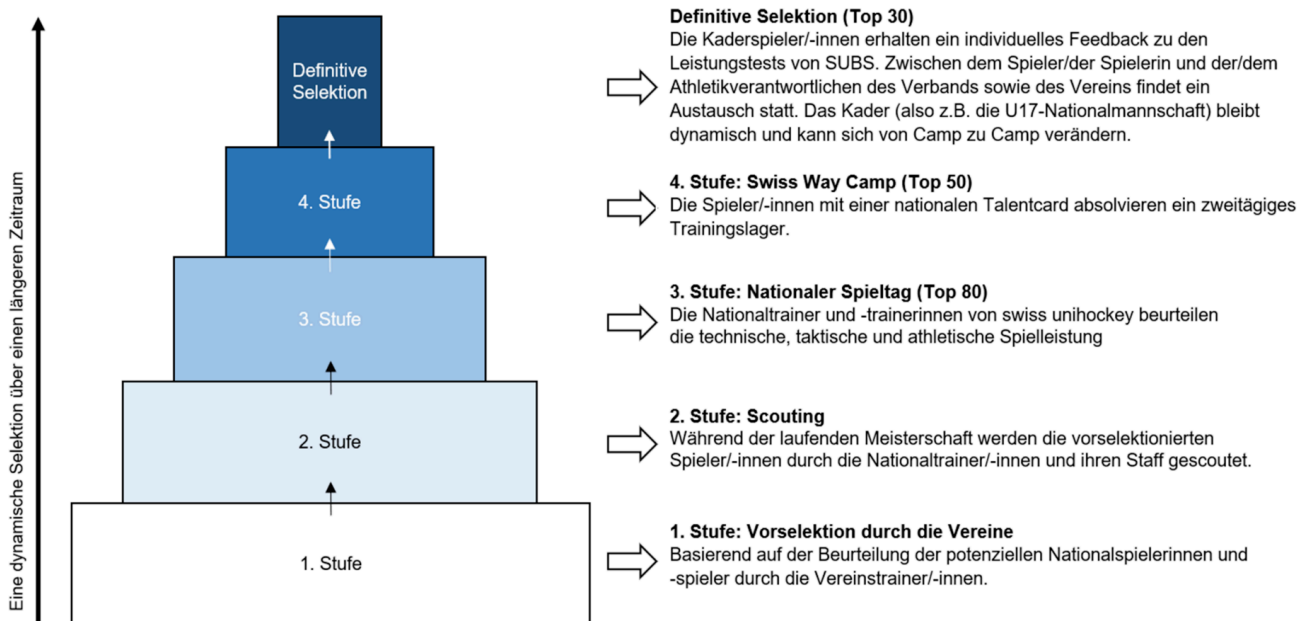 Eine dynamische Selektion über einen längeren Zeitraum
Definitive
Selektion
Definitive Selektion (Top 30)
Die Kaderspieler/-innen erhalten ein individuelles Feedback zu den
Leistungstests von SUBS. Zwischen dem Spieler/der Spielerin und der/dem
Athletikverantwortlichen des Verbands sowie des Vereins findet ein
Austausch statt. Das Kader (also z.B. die U17-Nationalmannschaft) bleibt
dynamisch und kann sich von Camp zu Camp verändern.
4. Stufe
4. Stufe: Swiss Way Camp (Top 50)
Die Spieler/-innen mit einer nationalen Talentcard absolvieren ein zweitägiges
Trainingslager.
3. Stufe
3. Stufe: Nationaler Spieltag (Top 80)
Die Nationaltrainer und -trainerinnen von swiss unihockey beurteilen
die technische, taktische und athletische Spielleistung
2. Stufe
2. Stufe: Scouting
Während der laufenden Meisterschaft werden die vorselektionierten
Spieler/-innen durch die Nationaltrainer/-innen und ihren Staff gescoutet.
1. Stufe
1. Stufe: Vorselektion durch die Vereine
Basierend auf der Beurteilung der potenziellen Nationalspielerinnen und
-spieler durch die Vereinstrainer/-innen.